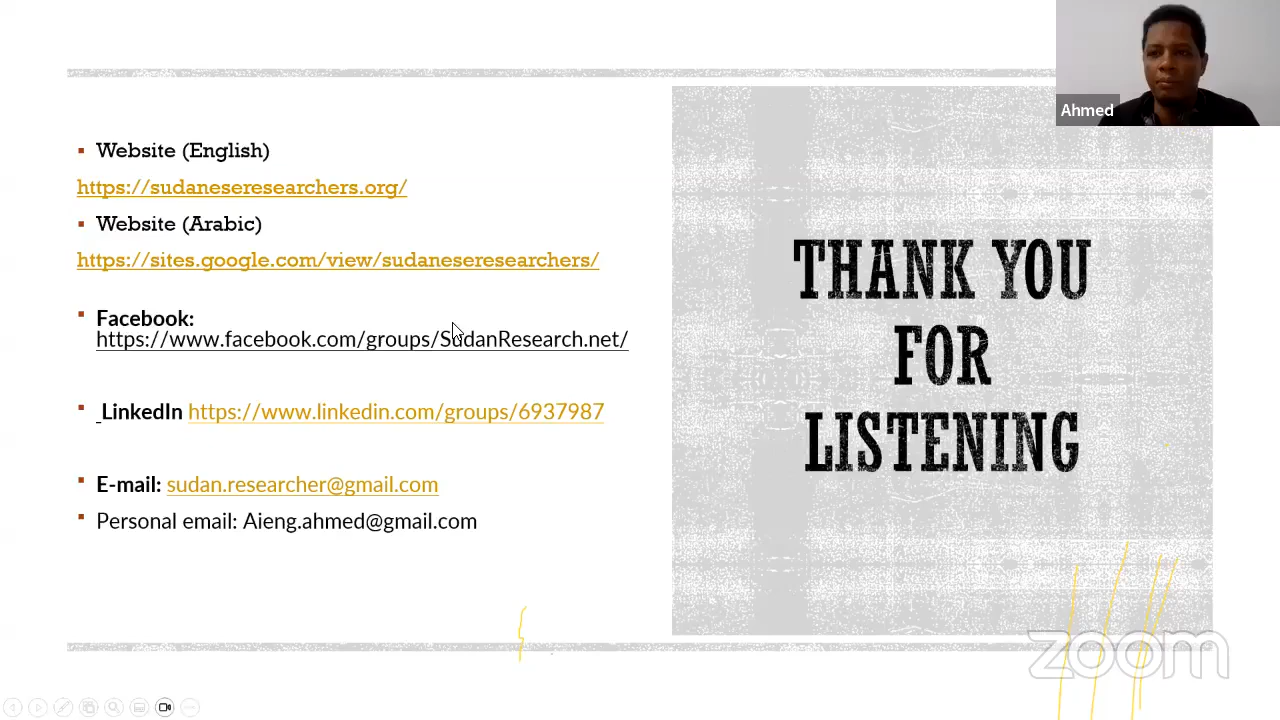 Website (English)
https://sudaneseresearchers.org/
Website (Arabic)
https://sites.google.com/view/sudaneseresearchers/
Facebook:
https://www.facebook.com/groups/SudanResearch.net/
LinkedIn https://www.linkedin.com/groups/6937987
E-mail: sudan.researcher@gmail.com
Personal email: Aieng.ahmed@gmail.com
THANK YOU
FOR
LISTENING
Ahmed
zoom